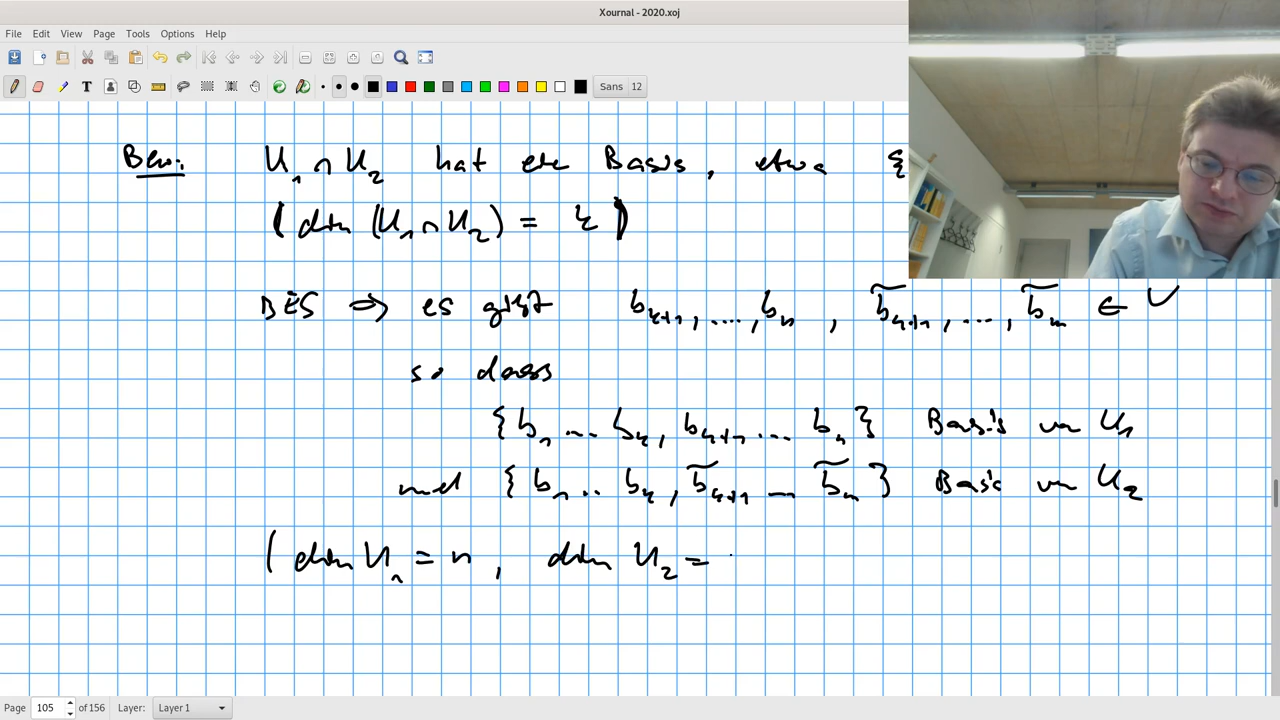 Xournal - 2020.xoj
File Edit View Page Tools Options Help
Sans 12
Bew: U₁ ∩ U₂ hat eine Basis, etwa {
(dim (U₁ ∩ U₂) = k)
BES ⇒ es gibt b_{k+1}, ...., b_n, b̃_{k+1}, ..., b̃_m ∈ V
so dass
{b₁ ... b_k, b_{k+1} ... b_n} Basis von U₁
und {b₁ .. b_k, b̃_{k+1} ... b̃_m} Basis von U₂
(dim U₁ = n, dim U₂ =
Page 105 of 156 Layer: Layer 1